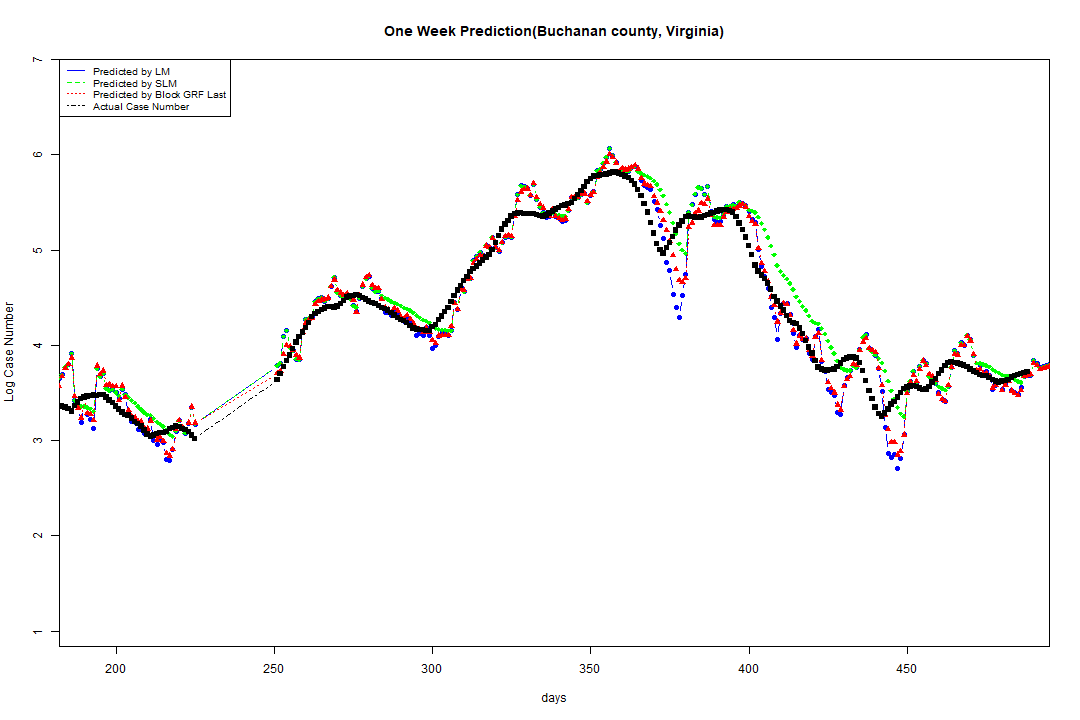 One Week Prediction(Buchanan county, Virginia)
Predicted by LM
Predicted by SLM
Predicted by Block GRF Last
Actual Case Number
Log Case Number
7
6
5
4
3
2
1
200 250 300 350 400 450
days